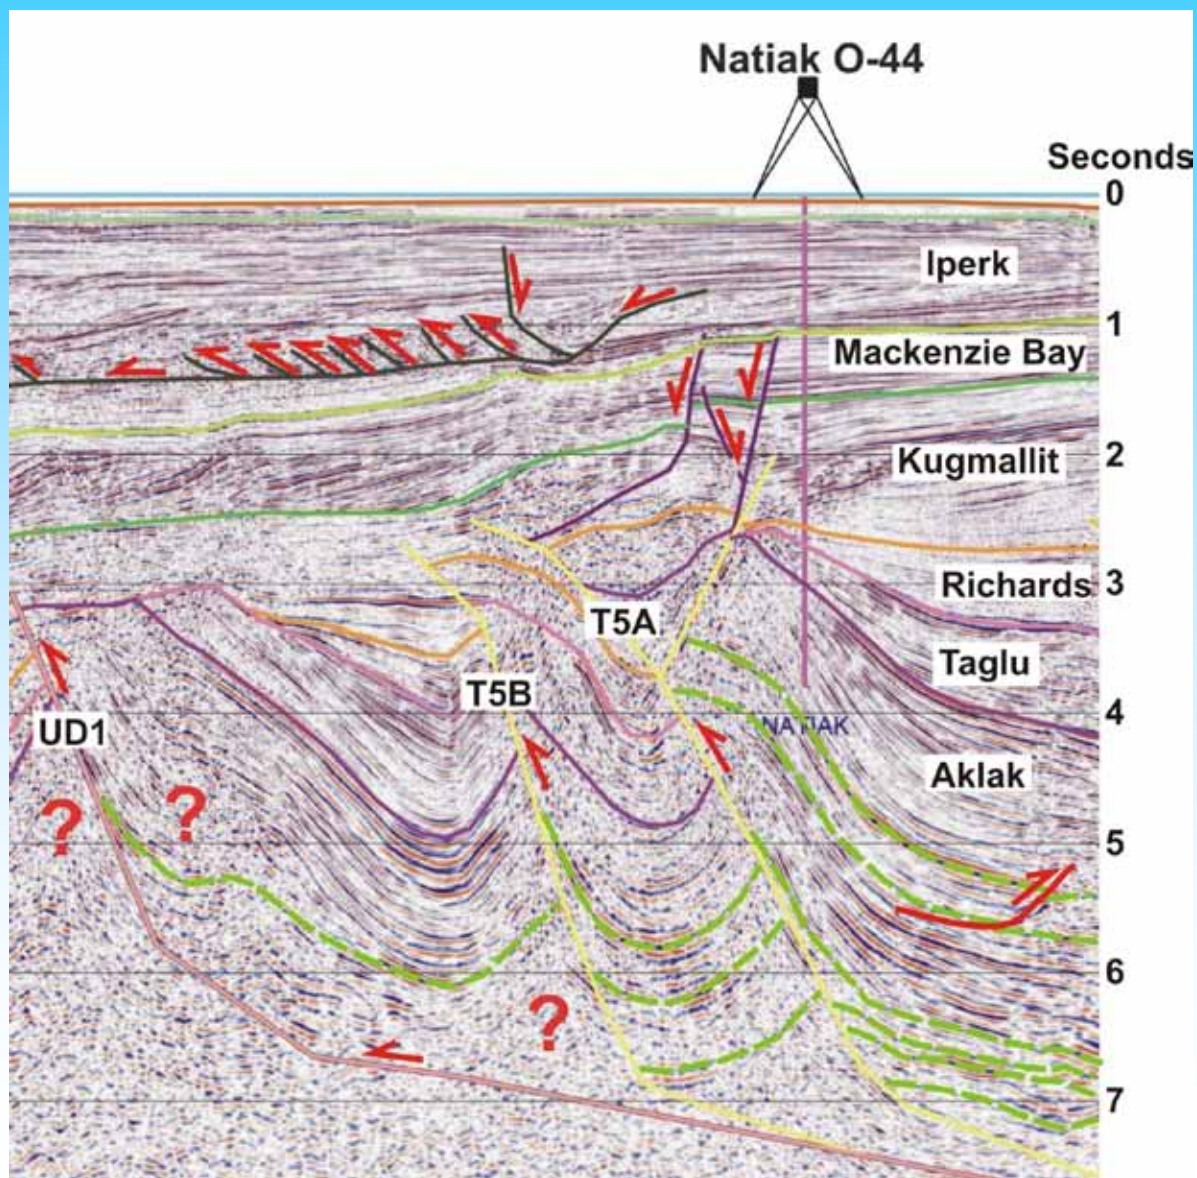 Natiak O-44
Seconds
0
Iperk
1
Mackenzie Bay
2
Kugmallit
3
Richards
T5A
Taglu
T5B
4
UD1
NATIAK
Aklak
?
?
5
6
?
7